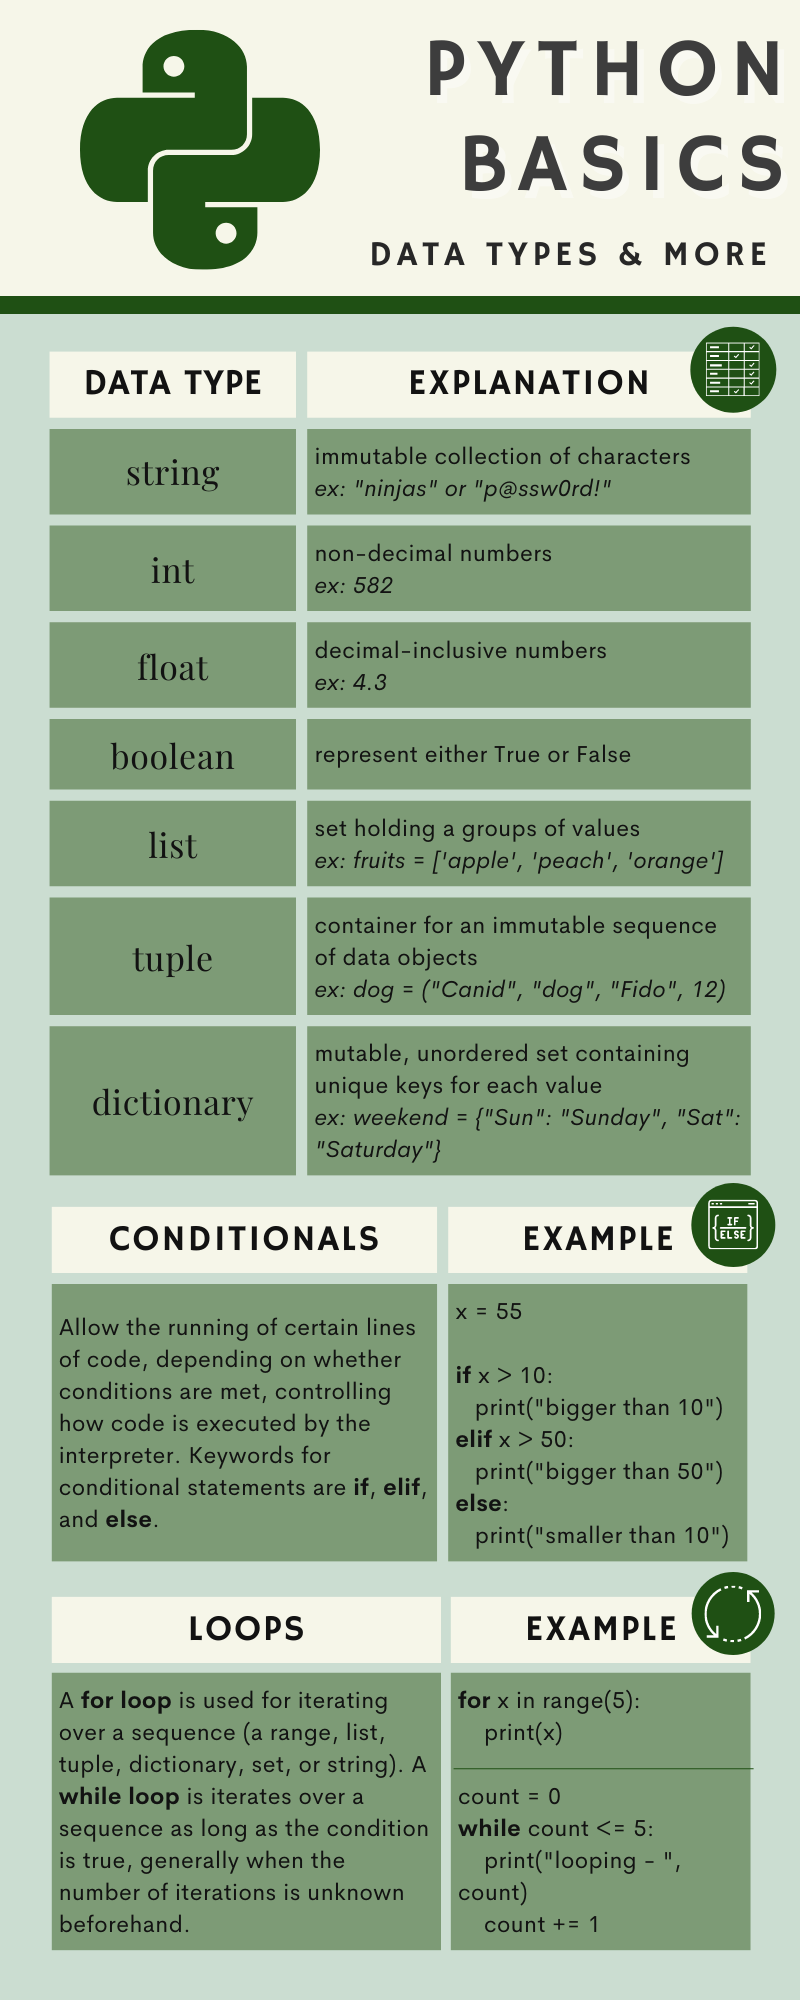 PYTHON
BASICS
DATA TYPES & MORE
DATA TYPE
EXPLANATION
string
immutable collection of characters
ex: "ninjas" or "p@ssw0rd!"
int
non-decimal numbers
ex: 582
float
decimal-inclusive numbers
ex: 4.3
boolean
represent either True or False
list
set holding a groups of values
ex: fruits = ['apple', 'peach', 'orange']
tuple
container for an immutable sequence
of data objects
ex: dog = ("Canid", "dog", "Fido", 12)
dictionary
mutable, unordered set containing
unique keys for each value
ex: weekend = {"Sun": "Sunday", "Sat":
"Saturday"}
CONDITIONALS
EXAMPLE
IF
ELSE
Allow the running of certain lines
of code, depending on whether
conditions are met, controlling
how code is executed by the
interpreter. Keywords for
conditional statements are if, elif,
and else.
x = 55
if x > 10:
print("bigger than 10")
elif x > 50:
print("bigger than 50")
else:
print("smaller than 10")
LOOPS
EXAMPLE
A for loop is used for iterating
over a sequence (a range, list,
tuple, dictionary, set, or string). A
while loop is iterates over a
sequence as long as the condition
is true, generally when the
number of iterations is unknown
beforehand.
for x in range(5):
print(x)
count = 0
while count <= 5:
print("looping - ",
count)
count += 1